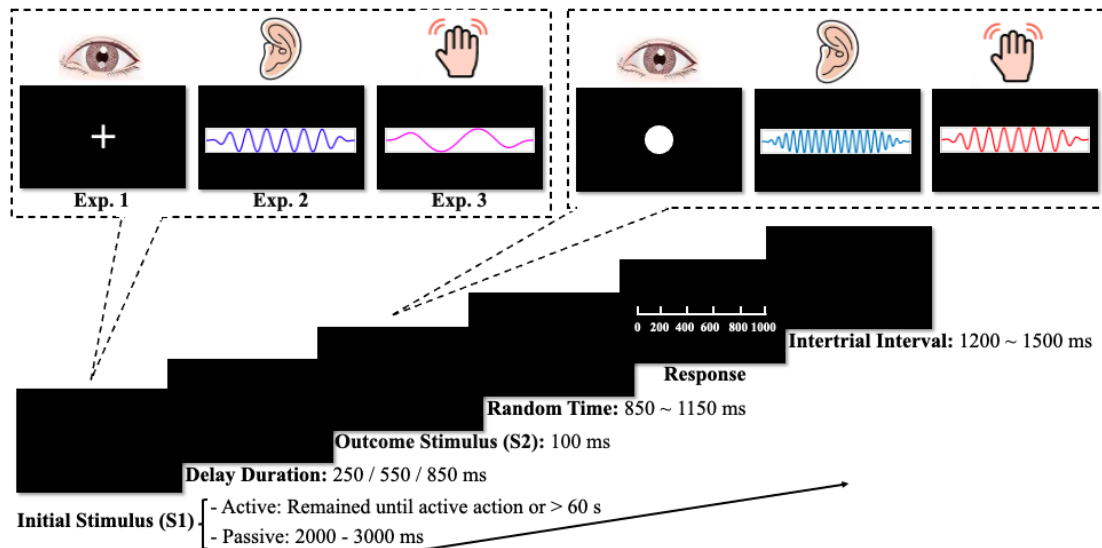 Exp. 1
Exp. 2
Exp. 3
0 200 400 600 800 1000
Intertrial Interval: 1200 ~ 1500 ms
Response
Random Time: 850 ~ 1150 ms
Outcome Stimulus (S2): 100 ms
Delay Duration: 250 / 550 / 850 ms
Initial Stimulus (S1)
- Active: Remained until active action or > 60 s
- Passive: 2000 - 3000 ms